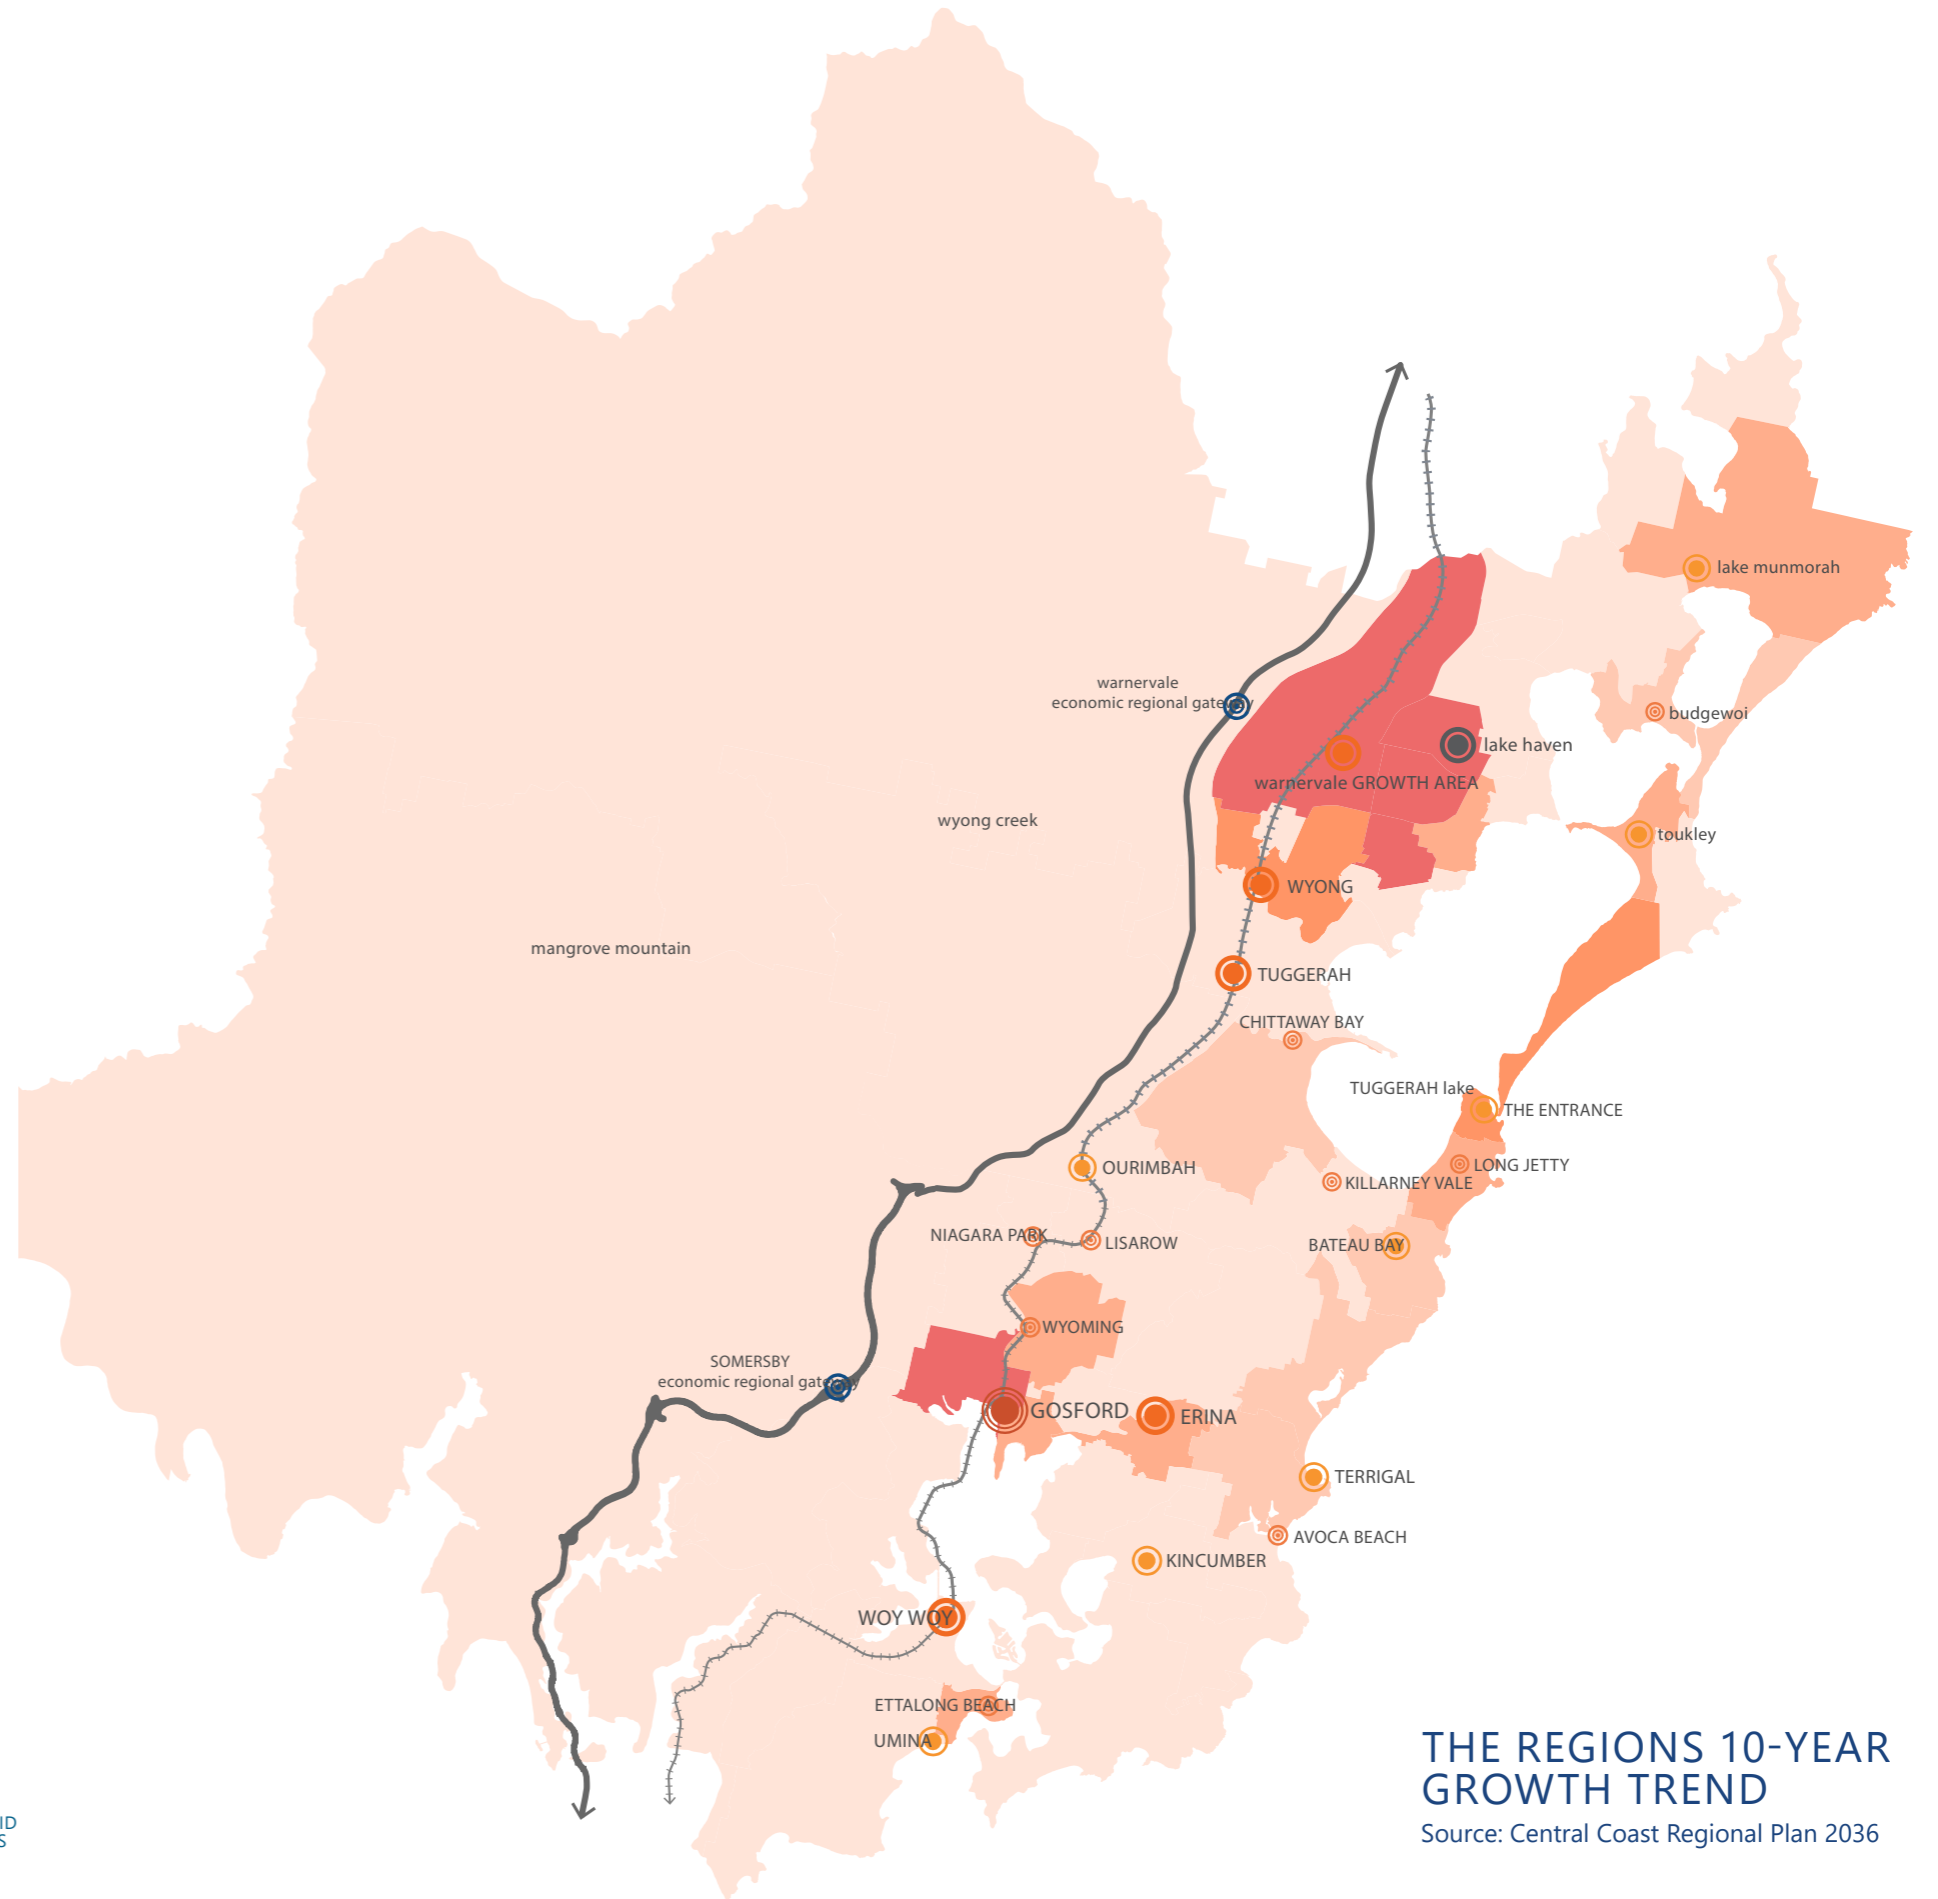 lake munmorah
warnervale
economic regional gateway
budgewoi
lake haven
warnervale GROWTH AREA
wyong creek
toukley
WYONG
mangrove mountain
TUGGERAH
CHITTAWAY BAY
TUGGERAH lake
THE ENTRANCE
OURIMBAH
LONG JETTY
KILLARNEY VALE
NIAGARA PARK
LISAROW
BATEAU BAY
WYOMING
SOMERSBY
economic regional gateway
GOSFORD
ERINA
TERRIGAL
AVOCA BEACH
KINCUMBER
WOY WOY
ETTALONG BEACH
UMINA
THE REGIONS 10-YEAR
GROWTH TREND
Source: Central Coast Regional Plan 2036
ID
S